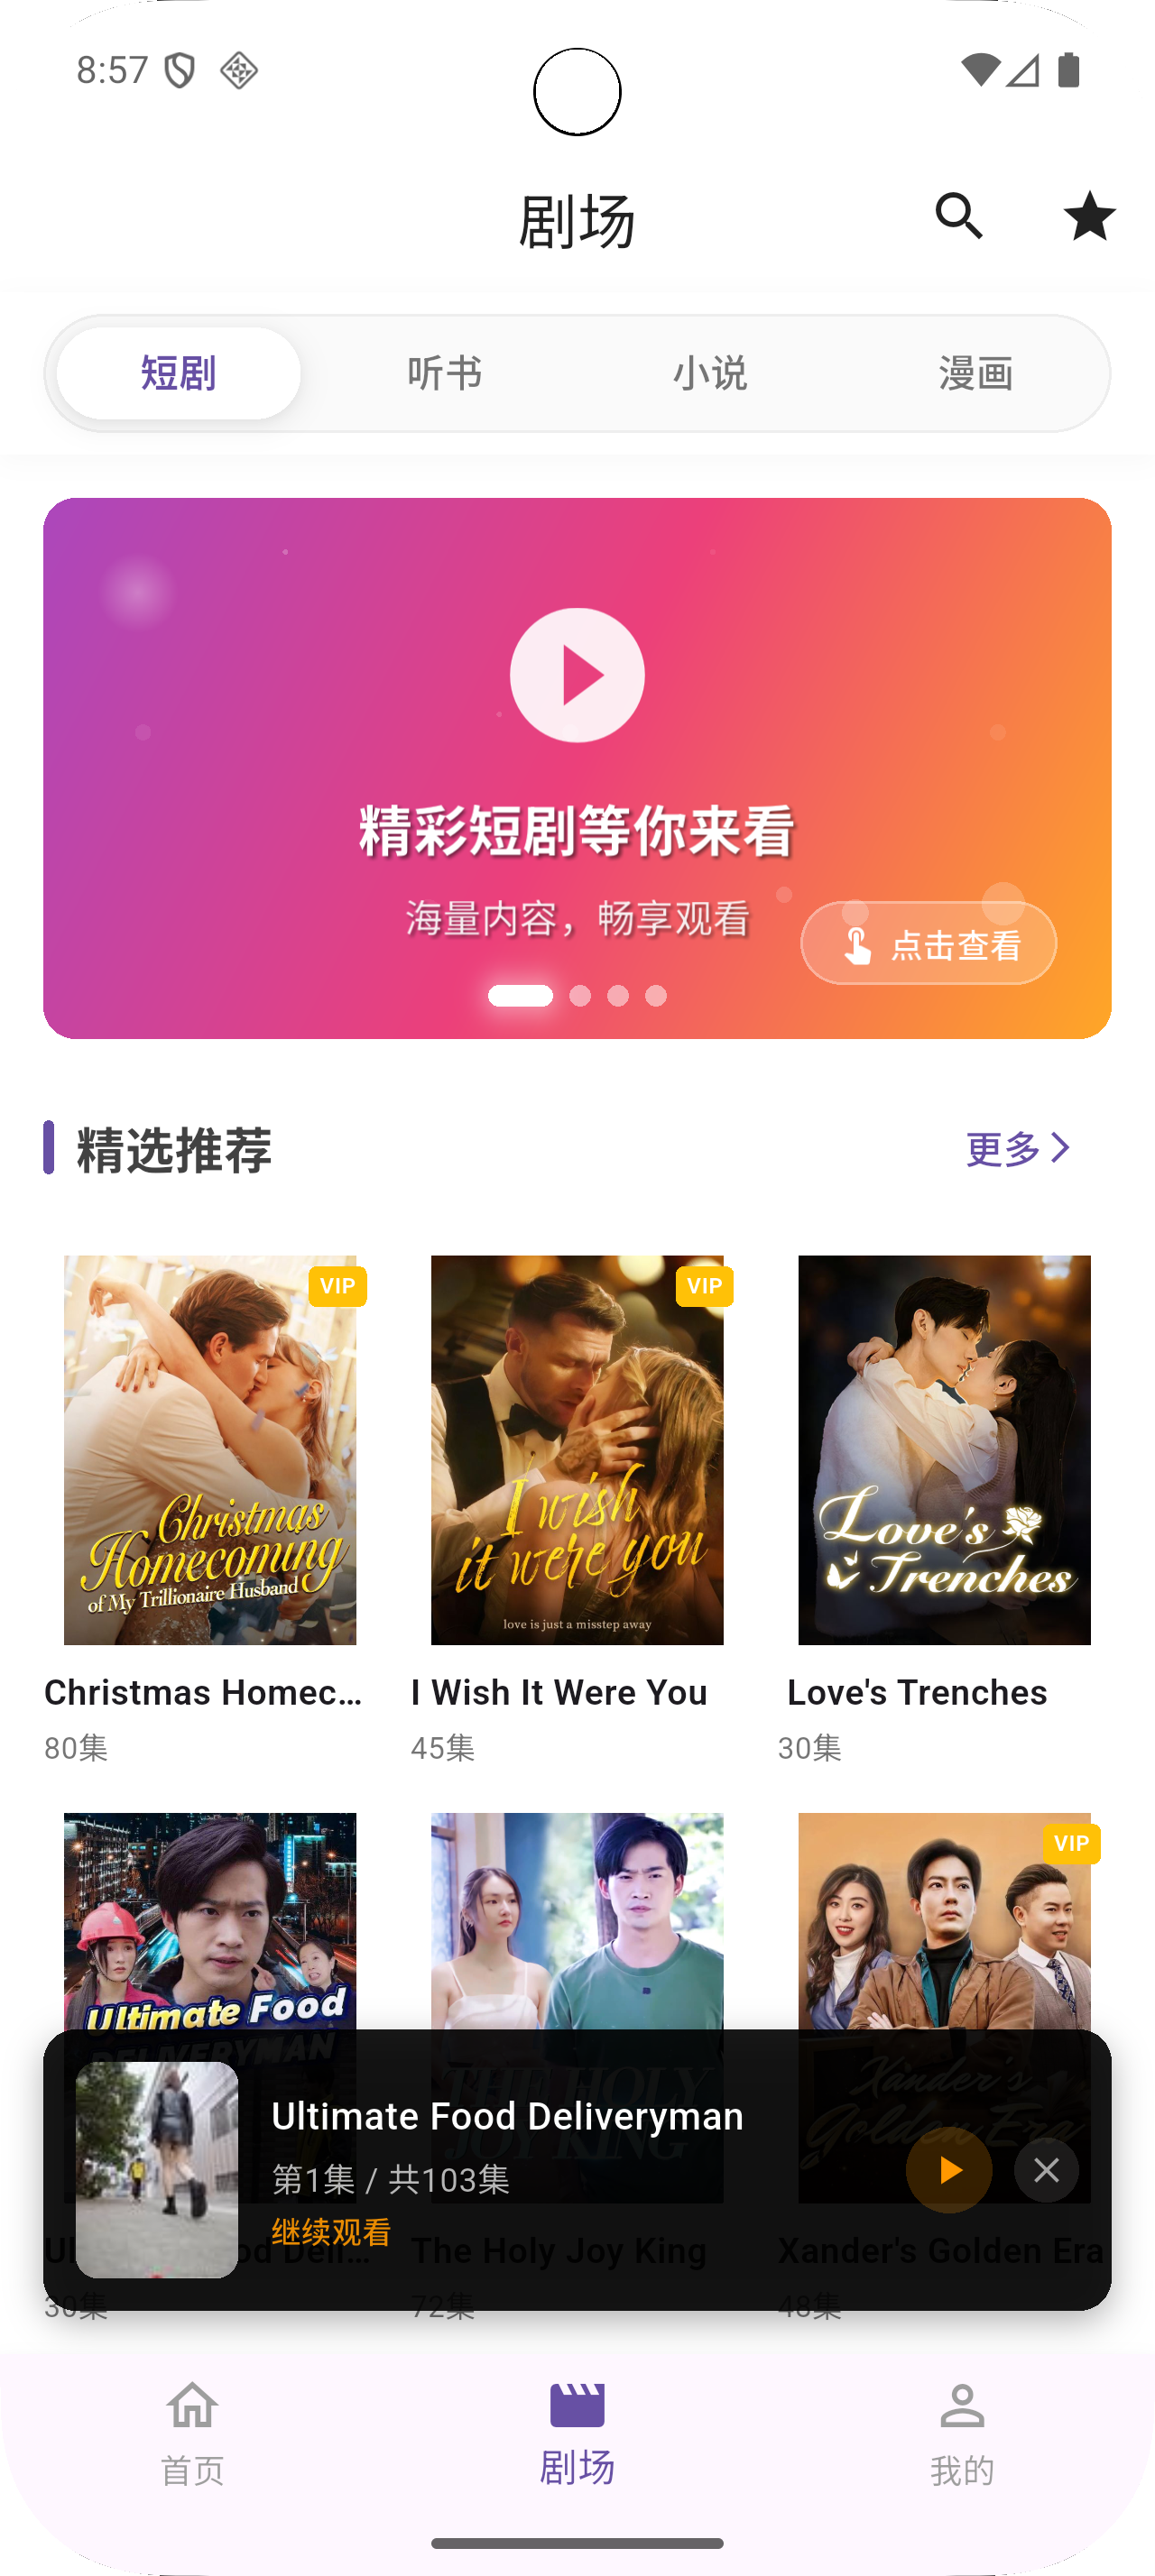 8:57
剧场
短剧
听书
小说
漫画
精彩短剧等你来看
海量内容，畅享观看
点击查看
精选推荐
更多
VIP
Christmas
Homecoming
of My Trillionaire Husband
VIP
I wish
it were you
love is just a misstep away
Love's
Trenches
Christmas Homec...
80集
I Wish It Were You
45集
Love's Trenches
30集
Ultimate Food
DELIVERYMAN
THE HOLY
JOY KING
VIP
Xander's
Golden Era
Ultimate Food Deliveryman
第1集 / 共103集
继续观看
The Holy Joy King
72集
Xander's Golden Era
48集
30集
首页
剧场
我的